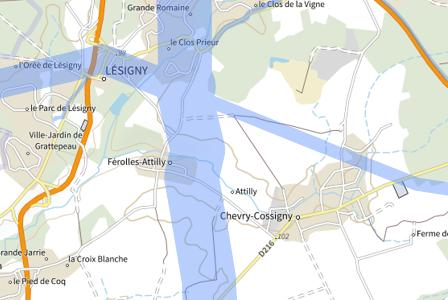 Grande Romaine
le Clos de la Vigne
le Clos Prieur
l'Orée de Lésigny
LÉSIGNY
le Parc de Lésigny
Ville-Jardin de
Grattepeau
Férolles-Attilly
Attilly
Chevry-Cossigny
102
D216
Ferme de
rande Jarrie
la Croix Blanche
le Pied de Coq